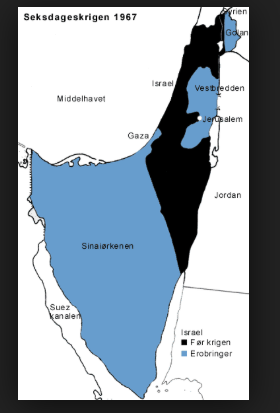 Seksdageskrigen 1967
Syrien
Golan
Israel
Vestbredden
Middelhavet
Jerusalem
Gaza
Jordan
Sinaiørkenen
Suez
kanalen
Israel
Før krigen
Erobringer